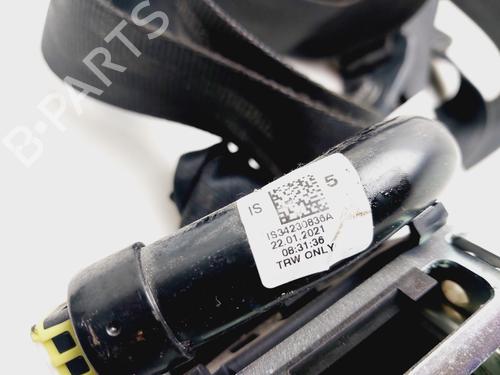 B-PARTS
IS 5
IS34230836A
22.01.2021
08:31:36
TRW ONLY